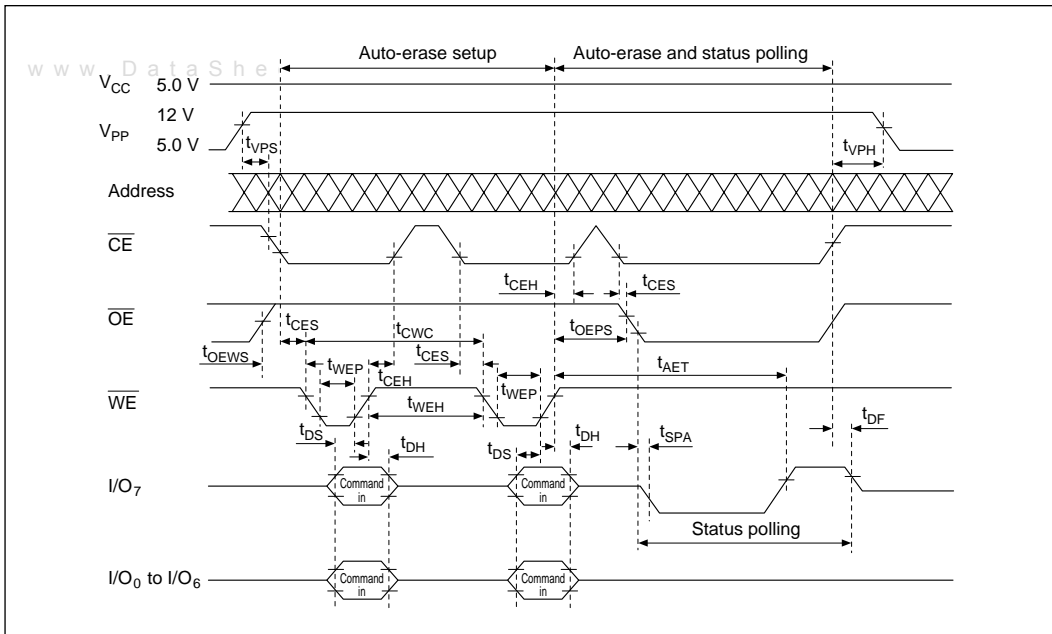 Auto-erase setup
Auto-erase and status polling
www.DataShe
VCC 5.0 V
12 V
VPP
5.0 V
tVPS
tVPH
Address
CE
tCEH
tCES
OE
tCES
tCWC
tOEPS
tOEWS
tWEP
tCES
tCEH
tWEP
tAET
WE
tWEH
tDF
tDS
tDH
tDS
tDH
tSPA
I/O7
Command
in
Command
in
Status polling
I/O0 to I/O6
Command
in
Command
in